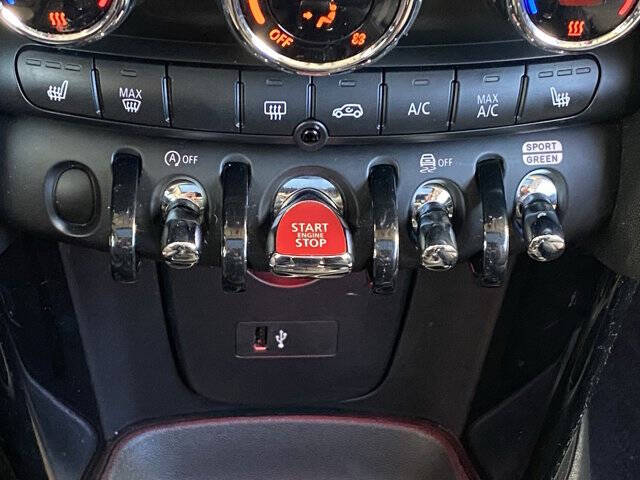 OFF
MAX
A/C
MAX
A/C
OFF
START
ENGINE
STOP
OFF
SPORT
GREEN